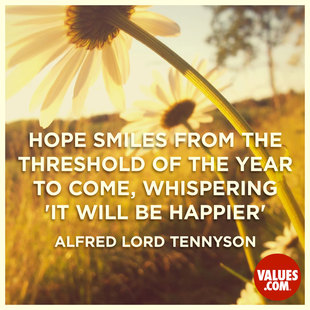 HOPE SMILES FROM THE
THRESHOLD OF THE YEAR
TO COME, WHISPERING
'IT WILL BE HAPPIER'
ALFRED LORD TENNYSON
VALUES
.COM